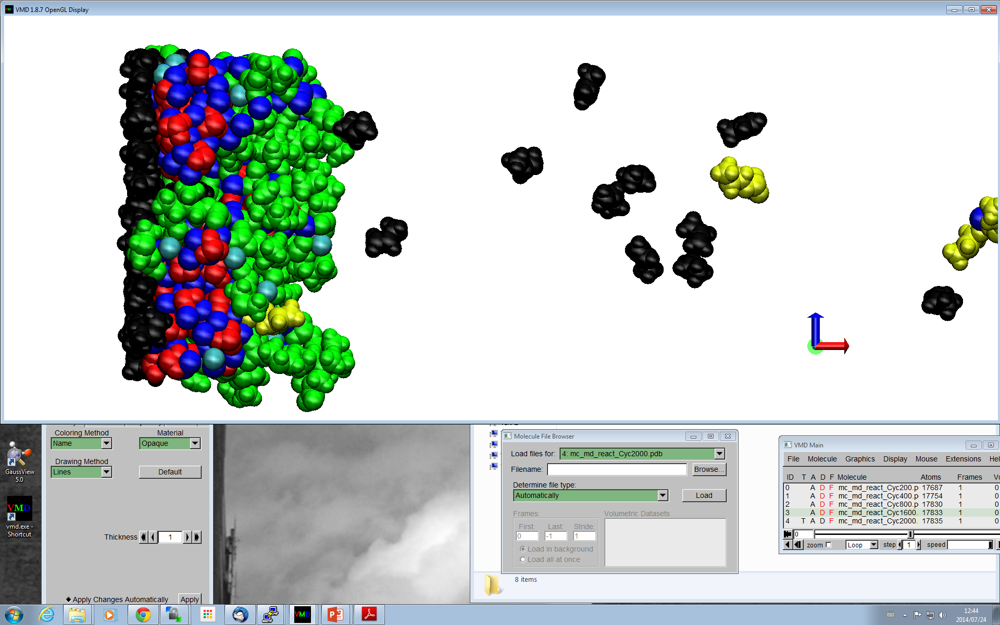 VMD 1.8.7 OpenGL Display
Coloring Method
Material
Name
Opaque
Drawing Method
Lines
Default
Thickness
1
Apply Changes Automatically
Apply
GaussView
5.0
VMD
vmd.exe -
Shortcut
Molecule File Browser
Load files for: 4: mc_md_react_Cyc2000.pdb
Filename:
Browse...
Determine file type:
Automatically
Load
Frames:
Volumetric Datasets
First: Last: Stride:
0 -1 1
Load in background
Load all at once
8 items
VMD Main
File Molecule Graphics Display Mouse Extensions Hel
ID T A D F Molecule Atoms Frames Vo
0 A D F mc_md_react_Cyc200.p 17687 1 0
1 A D F mc_md_react_Cyc400.p 17754 1 0
2 A D F mc_md_react_Cyc800.p 17830 1 0
3 A D F mc_md_react_Cyc1600. 17833 1 0
4 T A D F mc_md_react_Cyc2000. 17835 1 0
0
zoom Loop step 1 speed
VMD
12:44
2014/07/24